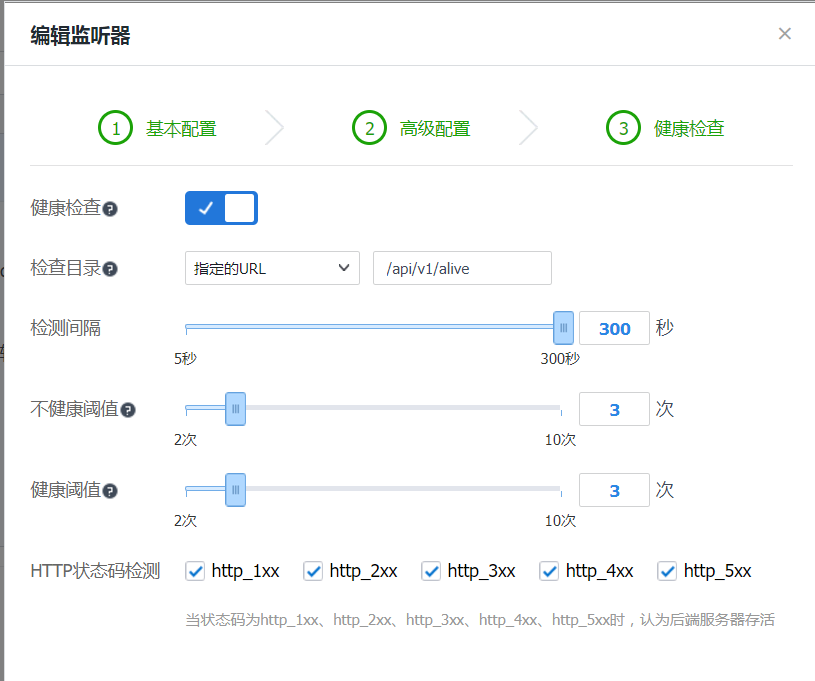 编辑监听器
1 基本配置 2 高级配置 3 健康检查
健康检查
检查目录 指定的URL /api/v1/alive
检测间隔 300 秒
5秒 300秒
不健康阈值 3 次
2次 10次
健康阈值 3 次
2次 10次
HTTP状态码检测 http_1xx http_2xx http_3xx http_4xx http_5xx
当状态码为http_1xx、http_2xx、http_3xx、http_4xx、http_5xx时，认为后端服务器存活